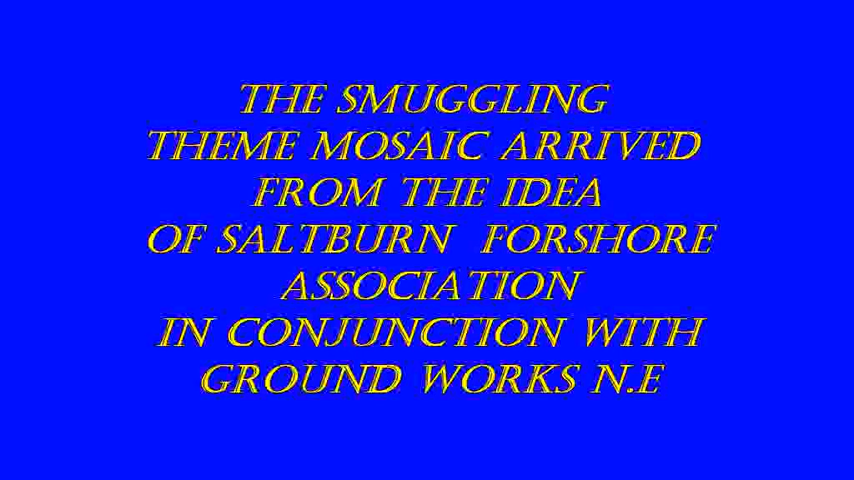 THE SMUGGLING
THEME MOSAIC ARRIVED
FROM THE IDEA
OF SALTBURN FORSHORE
ASSOCIATION
IN CONJUNCTION WITH
GROUND WORKS N.E